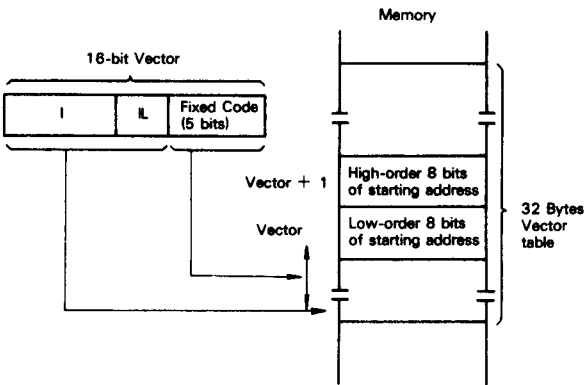 Memory
16-bit Vector
I
IL
Fixed Code
(5 bits)
Vector + 1
High-order 8 bits
of starting address
Vector
Low-order 8 bits
of starting address
32 Bytes
Vector
table